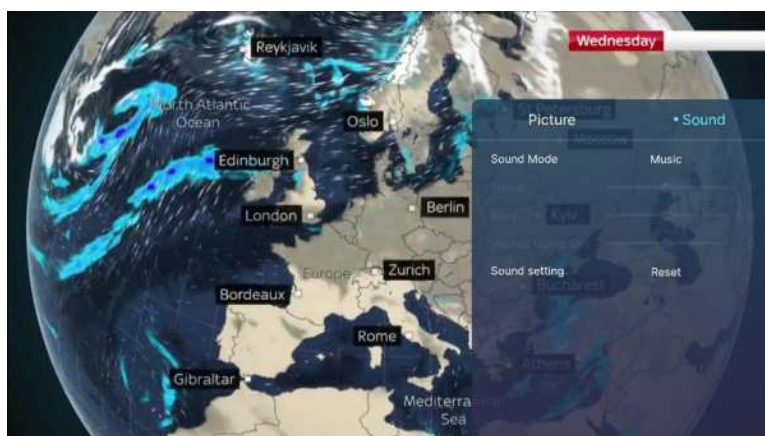 Reykjavik
Wednesday
North Atlantic
Ocean
Oslo
St Petersburg
Moscow
Picture
• Sound
Edinburgh
Sound Mode
Music
London
Berlin
Kyiv
Europe
Zurich
Sound setting
Reset
Bordeaux
Bucharest
Rome
Athens
Gibraltar
Mediterra
Sea